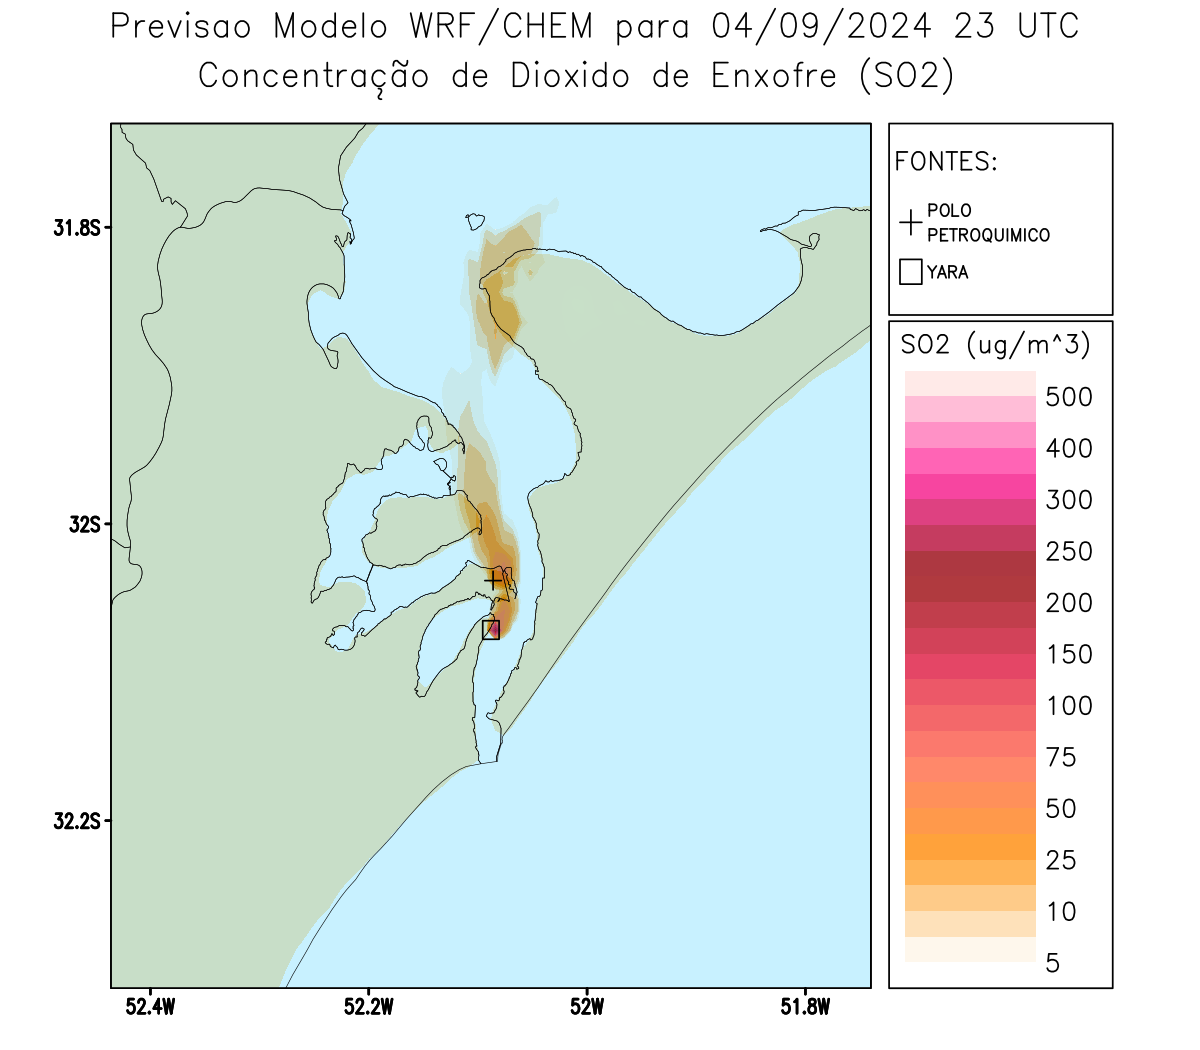 Previsao Modelo WRF/CHEM para 04/09/2024 23 UTC
Concentração de Dioxido de Enxofre (SO2)
FONTES:
POLO
PETROQUIMICO
YARA
SO2 (ug/m^3)
500
400
300
250
200
150
100
75
50
25
10
5
31.8S
32S
32.2S
52.4W
52.2W
52W
51.8W